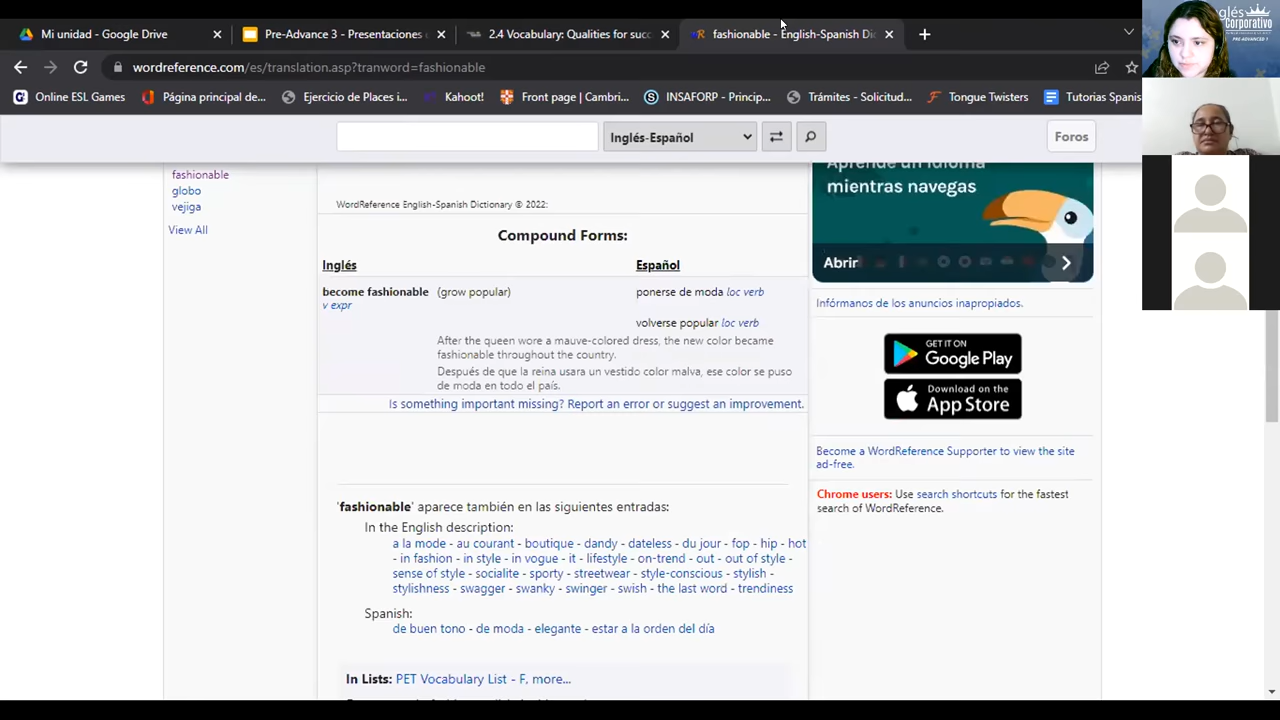 Mi unidad - Google Drive
Pre-Advance 3 - Presentaciones
2.4 Vocabulary: Qualities for succ
fashionable - English-Spanish Dic
wordreference.com/es/translation.asp?tranword=fashionable
Online ESL Games
Página principal de...
Ejercicio de Places i...
Kahoot!
Front page | Cambri...
INSAFORP - Princip...
Trámites - Solicitud...
Tongue Twisters
Tutorias Spanis
Inglés-Español
Foros
fashionable
globo
vejiga
View All
WordReference English-Spanish Dictionary © 2022:
Compound Forms:
Inglés Español
become fashionable (grow popular) ponerse de moda loc verb
v expr
volverse popular loc verb
After the queen wore a mauve-colored dress, the new color became
fashionable throughout the country.
Después de que la reina usara un vestido color malva, ese color se puso
de moda en todo el país.
Is something important missing? Report an error or suggest an improvement.
'fashionable' aparece también en las siguientes entradas:
In the English description:
a la mode - au courant - boutique - dandy - dateless - du jour - fop - hip - hot
- in fashion - in style - in vogue - it - lifestyle - on-trend - out - out of style -
sense of style - socialite - sporty - streetwear - style-conscious - stylish -
stylishness - swagger - swanky - swinger - swish - the last word - trendiness
Spanish:
de buen tono - de moda - elegante - estar a la orden del día
In Lists: PET Vocabulary List - F, more...
Aprende un idioma
mientras navegas
Abrir
Infórmanos de los anuncios inapropiados.
GET IT ON
Google Play
Download on the
App Store
Become a WordReference Supporter to view the site
ad-free.
Chrome users: Use search shortcuts for the fastest
search of WordReference.
glés
Corporativo